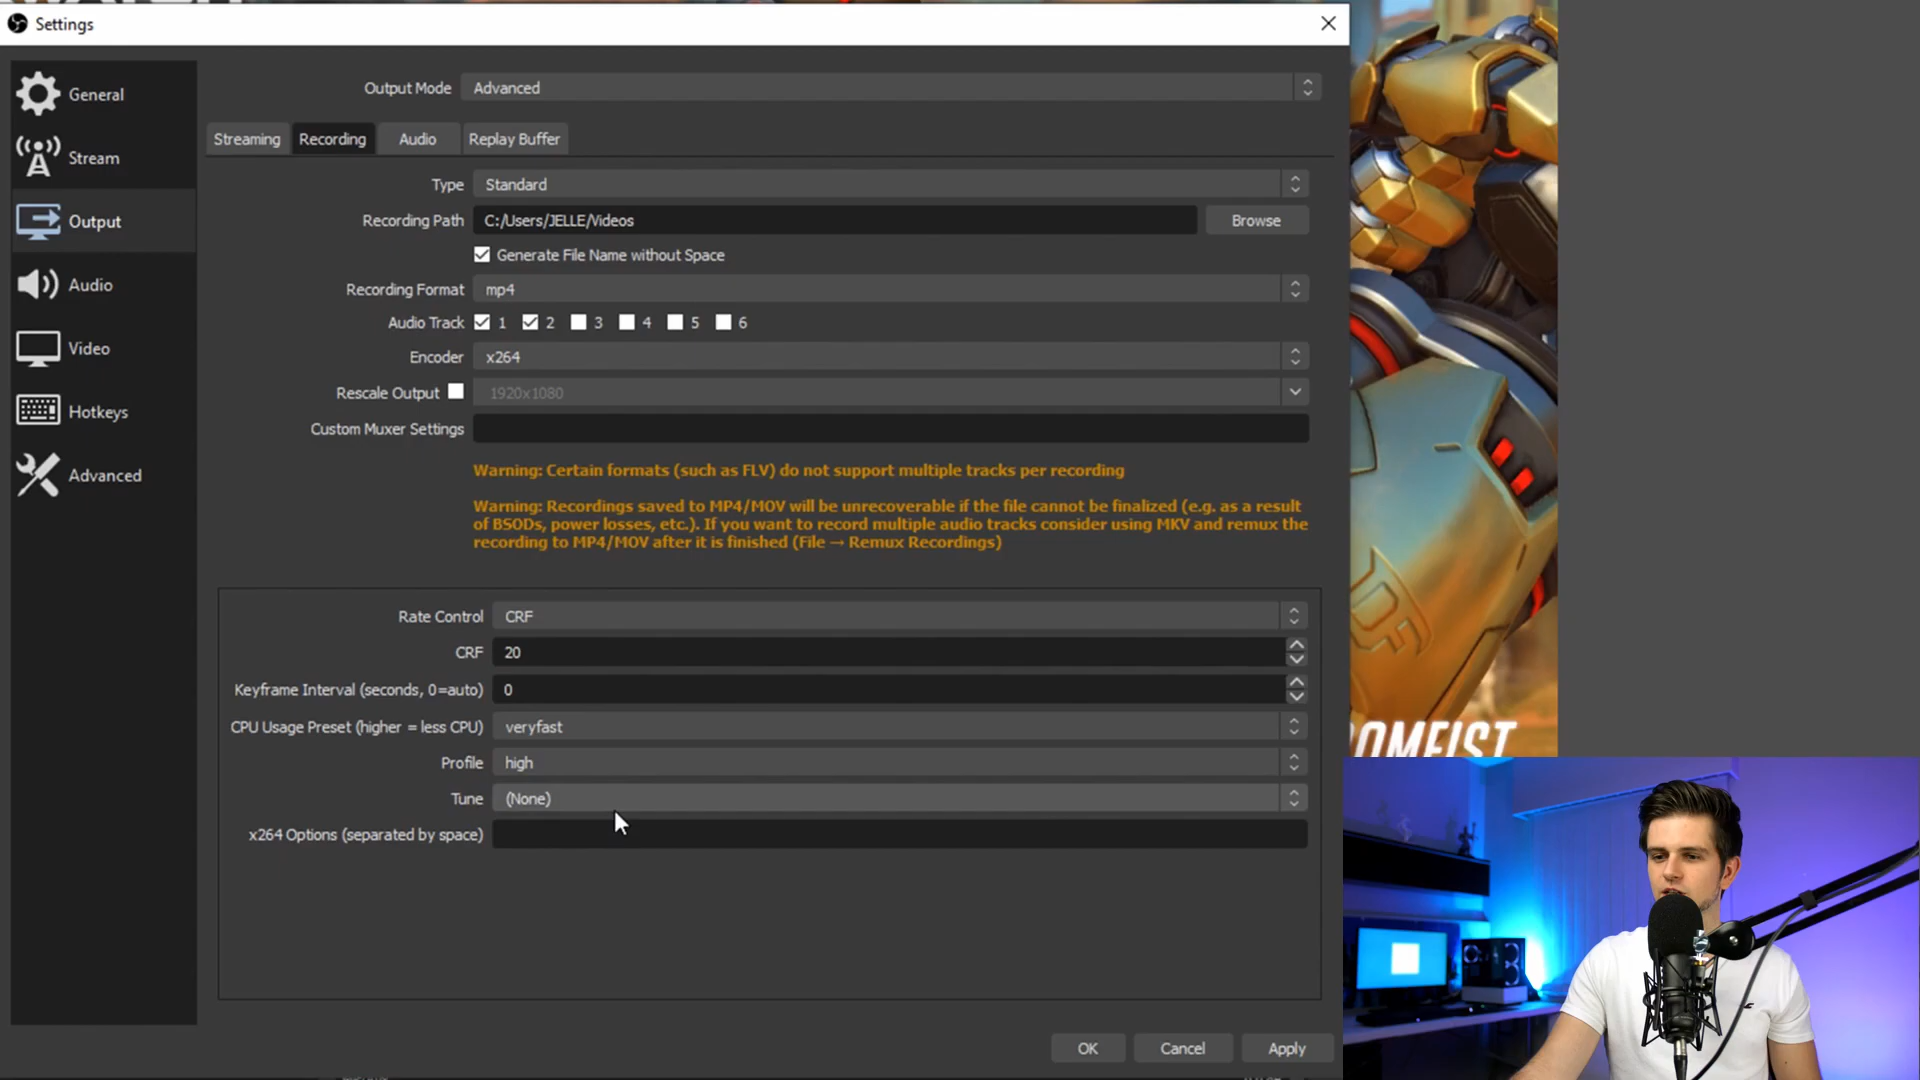 Settings
General
Stream
Output
Audio
Video
Hotkeys
Advanced
Output Mode Advanced
Streaming Recording Audio Replay Buffer
Type Standard
Recording Path C:/Users/JELLE/Videos Browse
Generate File Name without Space
Recording Format mp4
Audio Track 1 2 3 4 5 6
Encoder x264
Rescale Output 1920x1080
Custom Muxer Settings
Warning: Certain formats (such as FLV) do not support multiple tracks per recording
Warning: Recordings saved to MP4/MOV will be unrecoverable if the file cannot be finalized (e.g. as a result
of BSODs, power losses, etc.). If you want to record multiple audio tracks consider using MKV and remux the
recording to MP4/MOV after it is finished (File → Remux Recordings)
Rate Control CRF
CRF 20
Keyframe Interval (seconds, 0=auto) 0
CPU Usage Preset (higher = less CPU) veryfast
Profile high
Tune (None)
x264 Options (separated by space)
OK Cancel Apply
OMFIST